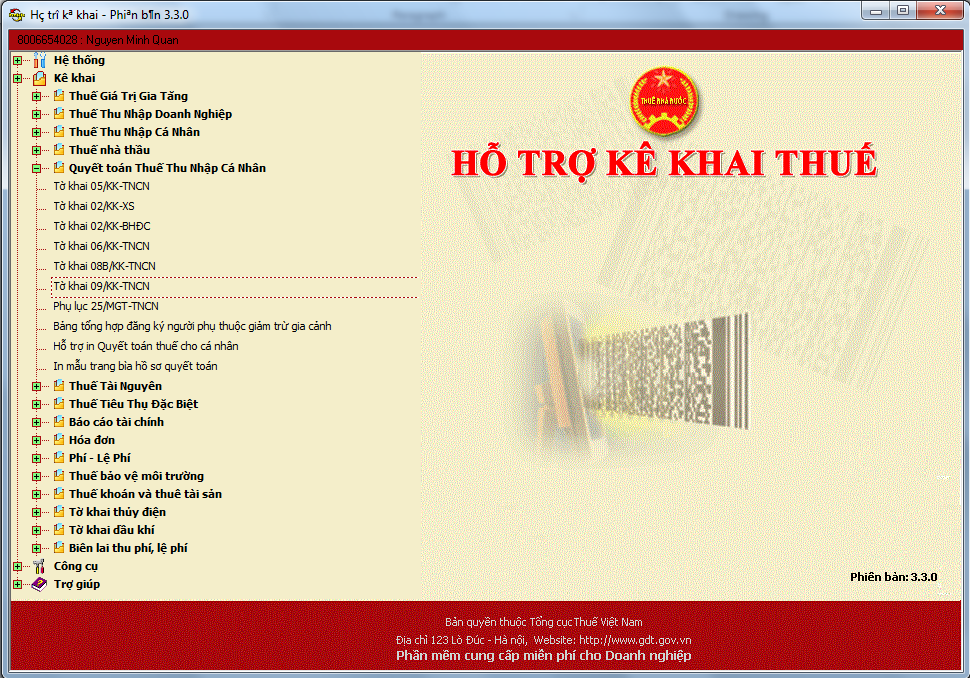 Hç trî kª khai - Phiªn b¶n 3.3.0
8006654028 : Nguyen Minh Quan
Hệ thống
Kê khai
Thuế Giá Trị Gia Tăng
Thuế Thu Nhập Doanh Nghiệp
Thuế Thu Nhập Cá Nhân
Thuế nhà thầu
Quyết toán Thuế Thu Nhập Cá Nhân
Tờ khai 05/KK-TNCN
Tờ khai 02/KK-XS
Tờ khai 02/KK-BHĐC
Tờ khai 06/KK-TNCN
Tờ khai 08B/KK-TNCN
Tờ khai 09/KK-TNCN
Phụ lục 25/MGT-TNCN
Bảng tổng hợp đăng ký người phụ thuộc giảm trừ gia cảnh
Hỗ trợ in Quyết toán thuế cho cá nhân
In mẫu trang bìa hồ sơ quyết toán
Thuế Tài Nguyên
Thuế Tiêu Thụ Đặc Biệt
Báo cáo tài chính
Hóa đơn
Phí - Lệ Phí
Thuế bảo vệ môi trường
Thuế khoán và thuê tài sản
Tờ khai thủy điện
Tờ khai dầu khí
Biên lai thu phí, lệ phí
Công cụ
Trợ giúp
THUẾ NHÀ NƯỚC
HỖ TRỢ KÊ KHAI THUẾ
Phiên bản: 3.3.0
Bản quyền thuộc Tổng cục Thuế Việt Nam
Địa chỉ 123 Lò Đúc - Hà nội, Website: http://www.gdt.gov.vn
Phần mềm cung cấp miễn phí cho Doanh nghiệp